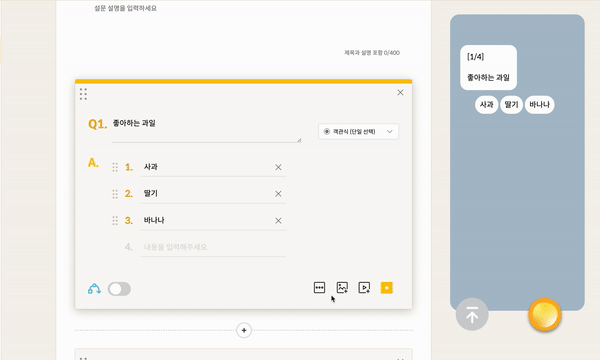 설문 설명을 입력하세요
제목과 설명 포함 0/400
Q1. 좋아하는 과일
객관식 (단일 선택)
A.
1. 사과
2. 딸기
3. 바나나
4. 내용을 입력해주세요
[1/4]
좋아하는 과일
사과 딸기 바나나